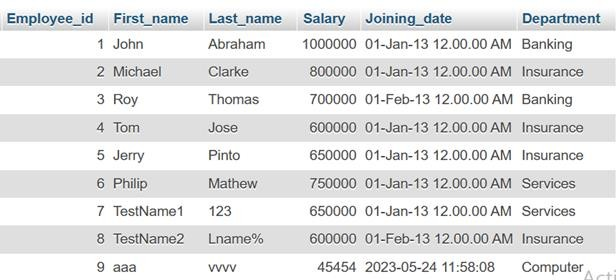 Employee_id First_name Last_name Salary Joining_date Department
1 John Abraham 1000000 01-Jan-13 12.00.00 AM Banking
2 Michael Clarke 800000 01-Jan-13 12.00.00 AM Insurance
3 Roy Thomas 700000 01-Feb-13 12.00.00 AM Banking
4 Tom Jose 600000 01-Jan-13 12.00.00 AM Insurance
5 Jerry Pinto 650000 01-Jan-13 12.00.00 AM Insurance
6 Philip Mathew 750000 01-Jan-13 12.00.00 AM Services
7 TestName1 123 650000 01-Jan-13 12.00.00 AM Services
8 TestName2 Lname% 600000 01-Feb-13 12.00.00 AM Insurance
9 aaa vvvv 45454 2023-05-24 11:58:08 Computer